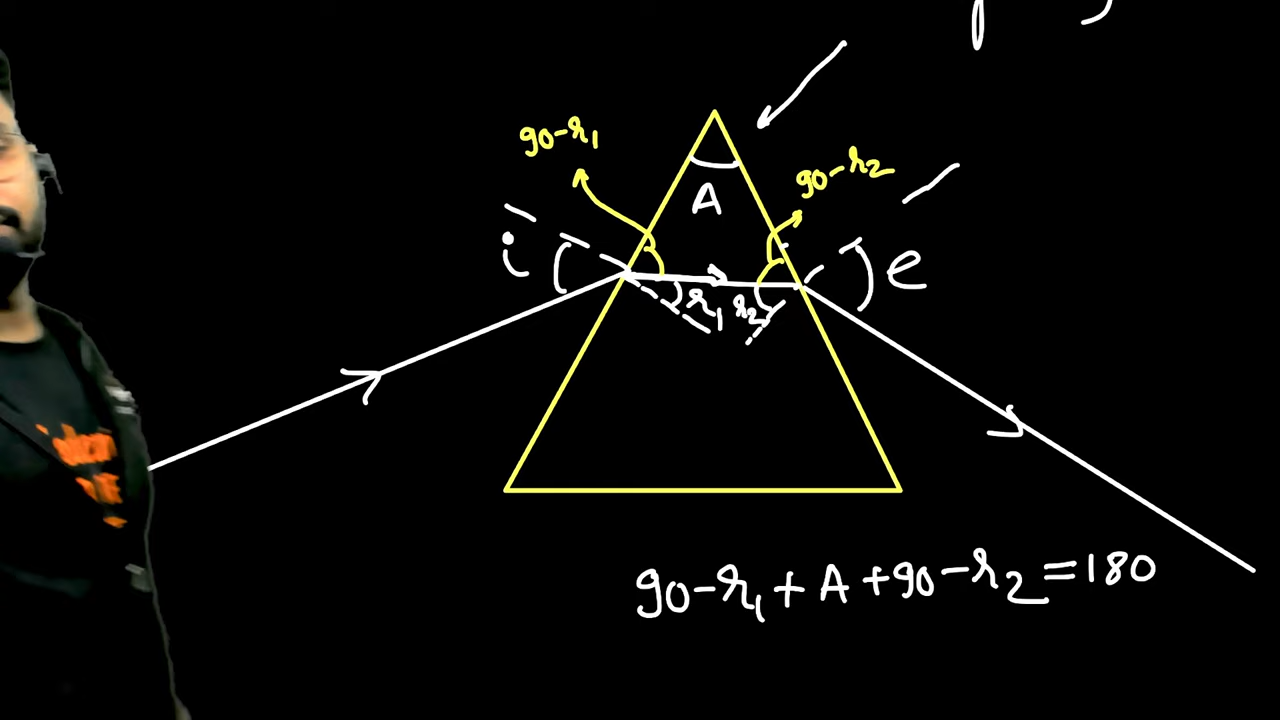 90-r₁
90-r₂
A
i
e
r₁
r₂
90-r₁+A+90-r₂=180